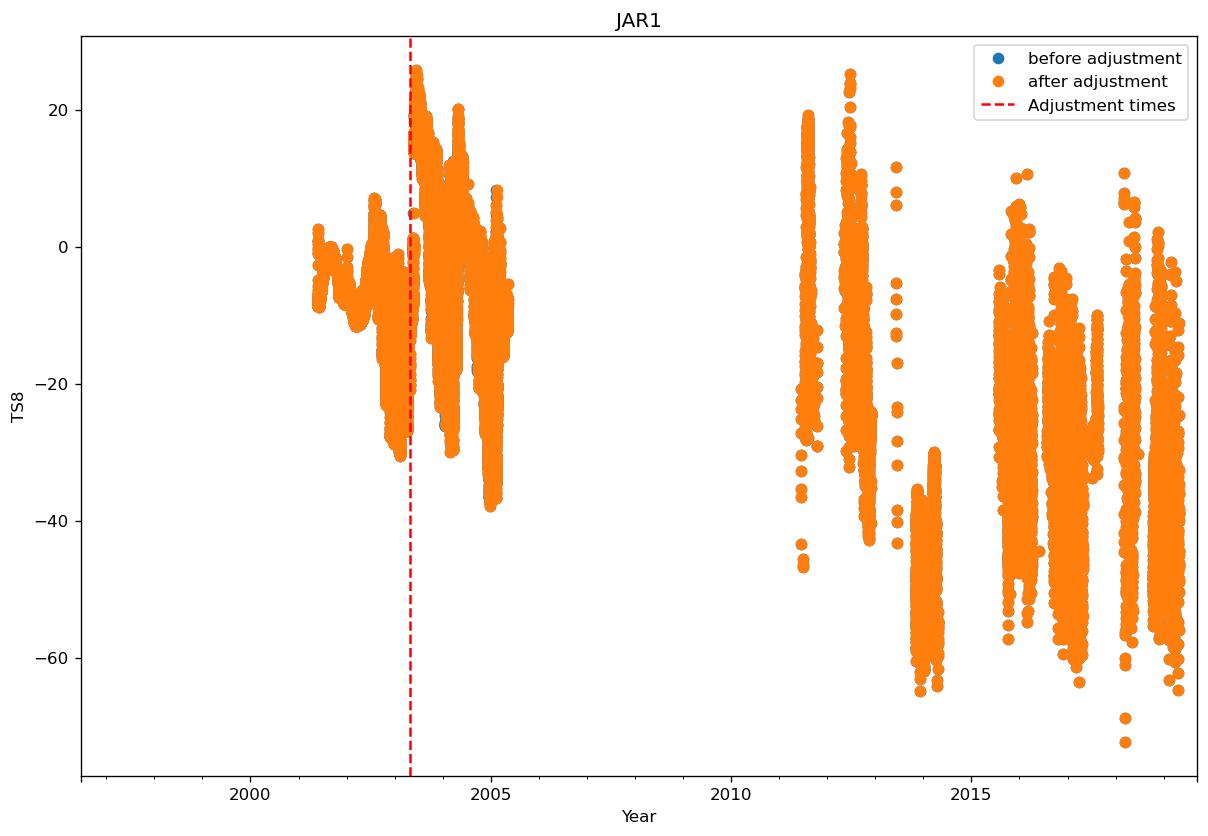 JAR1
before adjustment
after adjustment
Adjustment times
20
0
−20
−40
−60
TS8
2000
2005
2010
2015
Year